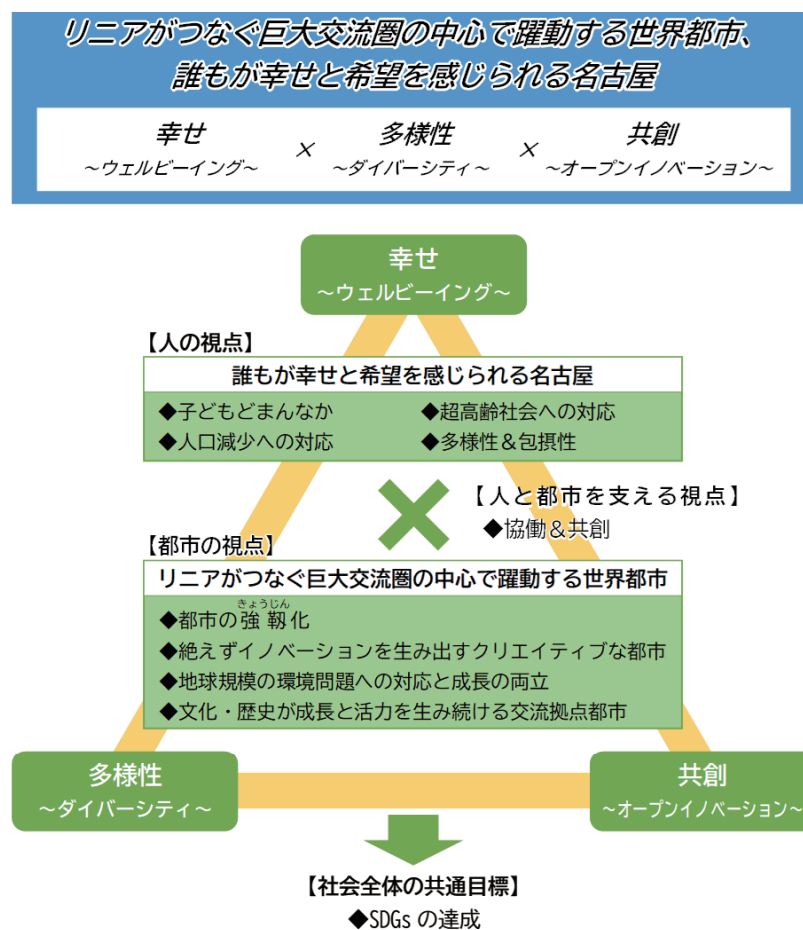 リニアがつなぐ巨大交流圏の中心で躍動する世界都市、
誰もが幸せと希望を感じられる名古屋
幸せ × 多様性 × 共創
～ウェルビーイング～ ～ダイバーシティ～ ～オープンイノベーション～
幸せ
～ウェルビーイング～
【人の視点】
誰もが幸せと希望を感じられる名古屋
◆子どもどまんなか ◆超高齢社会への対応
◆人口減少への対応 ◆多様性＆包摂性
【人と都市を支える視点】
◆協働＆共創
【都市の視点】
リニアがつなぐ巨大交流圏の中心で躍動する世界都市
きょうじん
◆都市の強靱化
◆絶えずイノベーションを生み出すクリエイティブな都市
◆地球規模の環境問題への対応と成長の両立
◆文化・歴史が成長と活力を生み続ける交流拠点都市
多様性
～ダイバーシティ～
共創
～オープンイノベーション～
【社会全体の共通目標】
◆SDGs の達成